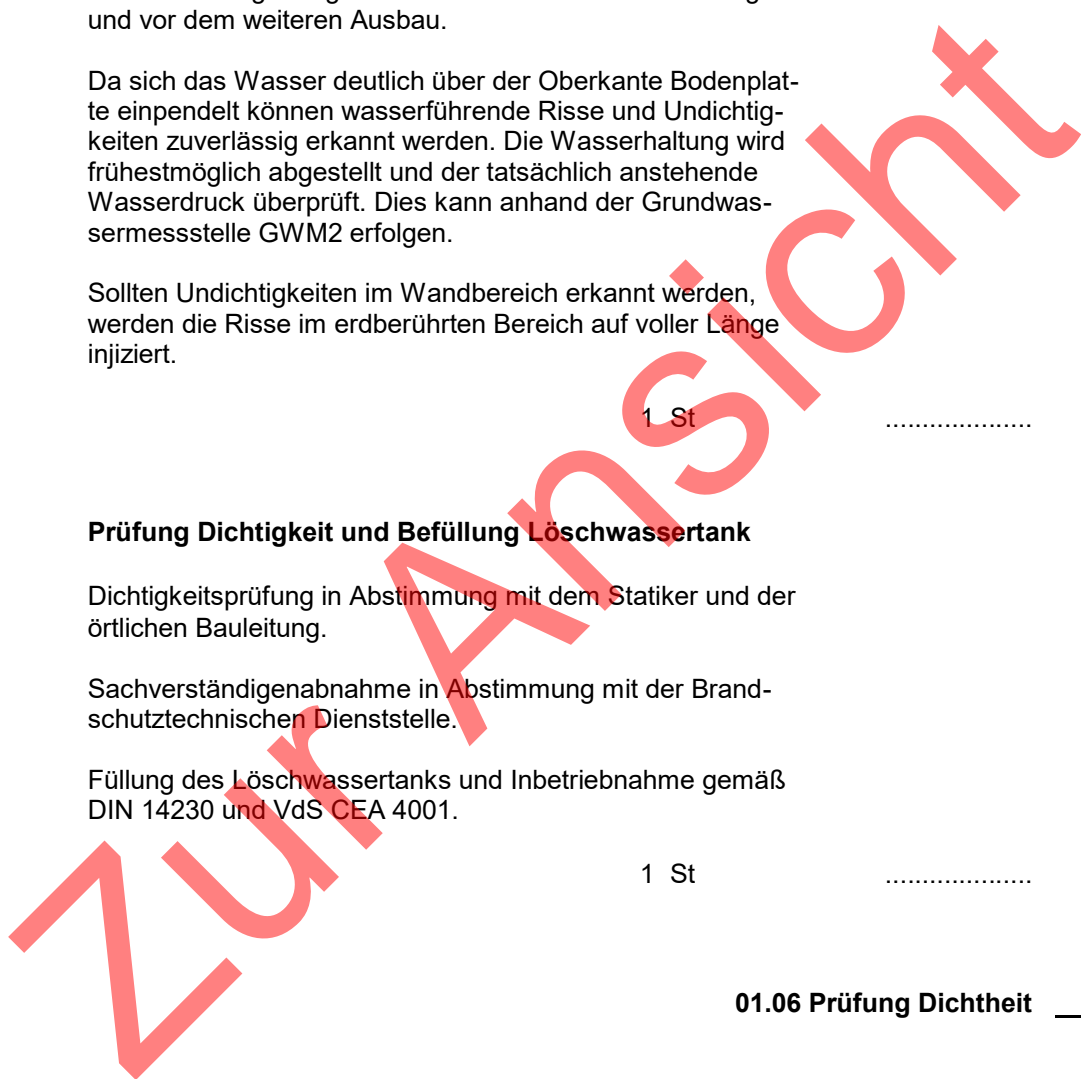 und vor dem weiteren Ausbau.
Da sich das Wasser deutlich über der Oberkante Bodenplat-
te einpendelt können wasserführende Risse und Undichtig-
keiten zuverlässig erkannt werden. Die Wasserhaltung wird
frühestmöglich abgestellt und der tatsächlich anstehende
Wasserdruck überprüft. Dies kann anhand der Grundwas-
sermessstelle GWM2 erfolgen.
Sollten Undichtigkeiten im Wandbereich erkannt werden,
werden die Risse im erdberührten Bereich auf voller Länge
injiziert.
1 St ....................
Prüfung Dichtigkeit und Befüllung Löschwassertank
Dichtigkeitsprüfung in Abstimmung mit dem Statiker und der
örtlichen Bauleitung.
Sachverständigenabnahme in Abstimmung mit der Brand-
schutztechnischen Dienststelle.
Füllung des Löschwassertanks und Inbetriebnahme gemäß
DIN 14230 und VdS CEA 4001.
1 St ....................
01.06 Prüfung Dichtheit
Zur Ansicht